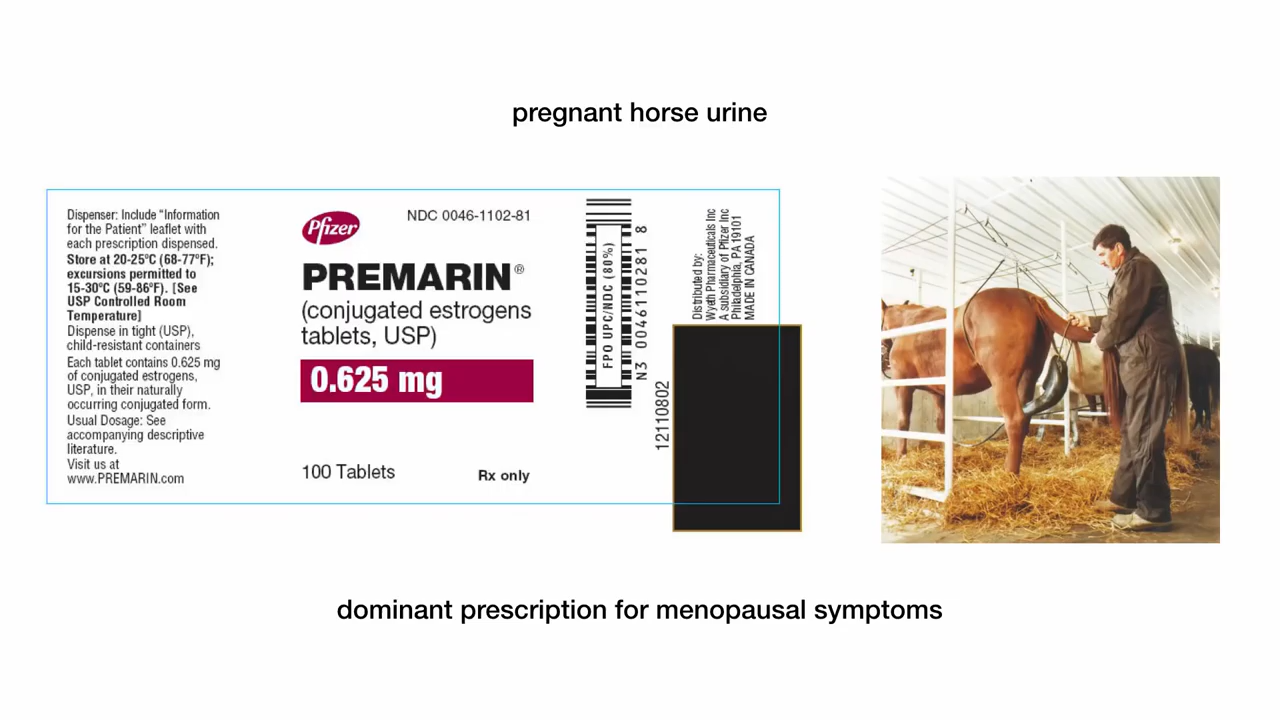 pregnant horse urine
Dispenser: Include “Information
for the Patient” leaflet with
each prescription dispensed.
Store at 20-25°C (68-77°F);
excursions permitted to
15-30°C (59-86°F). [See
USP Controlled Room
Temperature]
Dispense in tight (USP),
child-resistant containers
Each tablet contains 0.625 mg
of conjugated estrogens,
USP, in their naturally
occurring conjugated form.
Usual Dosage: See
accompanying descriptive
literature.
Visit us at
www.PREMARIN.com
Pfizer
NDC 0046-1102-81
PREMARIN®
(conjugated estrogens
tablets, USP)
0.625 mg
100 Tablets
Rx only
FPO UPC/NDC (80%)
N3 0046110281 8
12110802
Distributed by:
Wyeth Pharmaceuticals Inc
A subsidiary of Pfizer Inc
Philadelphia, PA 19101
MADE IN CANADA
dominant prescription for menopausal symptoms